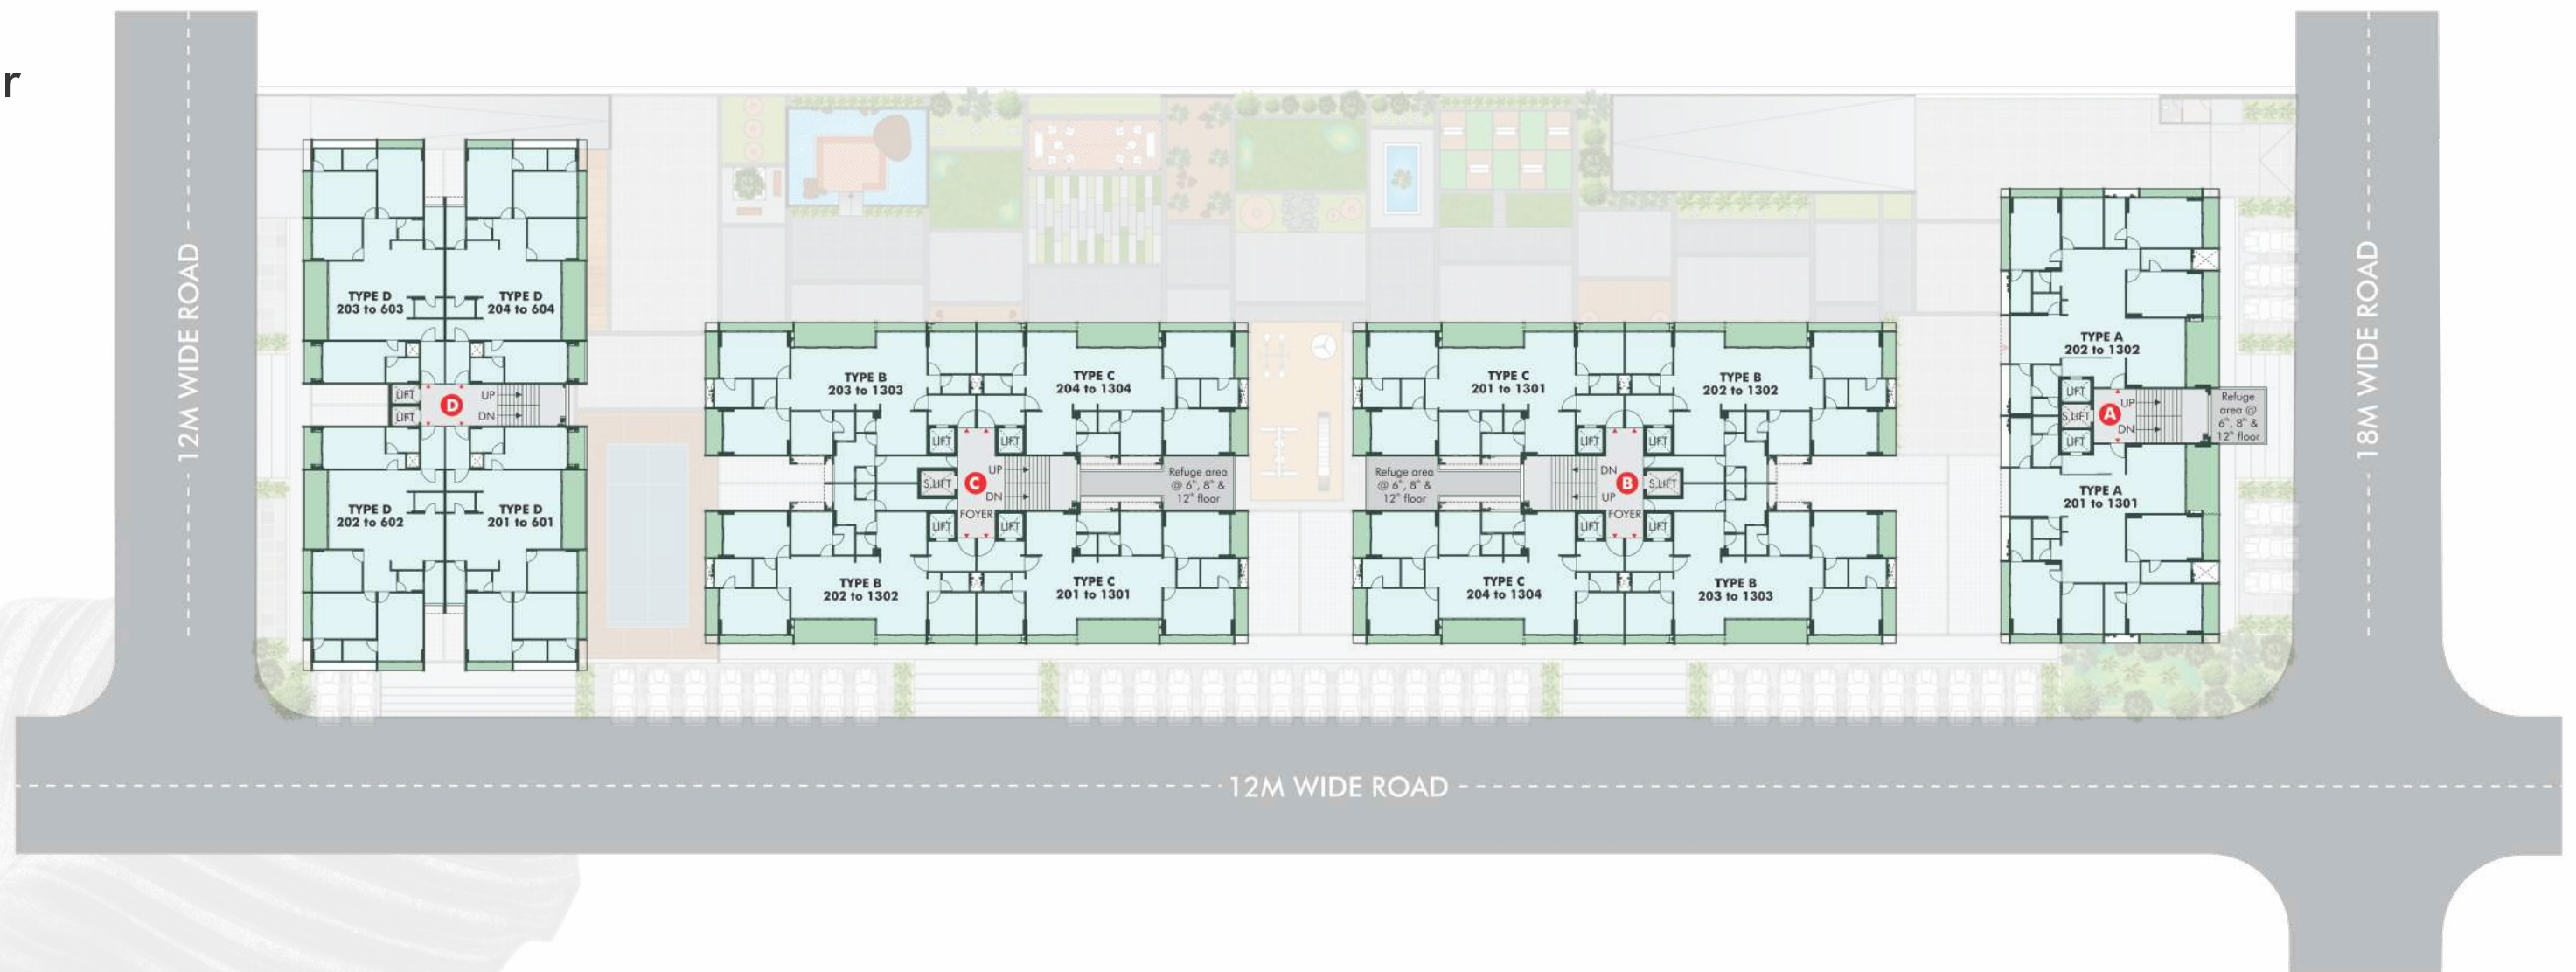 r
12M WIDE ROAD
TYPE D
203 to 603
TYPE D
204 to 604
LIFT
LIFT
D
UP
DN
TYPE D
202 to 602
TYPE D
201 to 601
TYPE B
203 to 1303
TYPE C
204 to 1304
LIFT
LIFT
S.LIFT
C
UP
DN
FOYER
LIFT
LIFT
Refuge area
@ 6", 8" &
12" floor
TYPE B
202 to 1302
TYPE C
201 to 1301
TYPE C
201 to 1301
TYPE B
202 to 1302
Refuge area
@ 6", 8" &
12" floor
LIFT
LIFT
DN
UP
B
S.LIFT
FOYER
LIFT
LIFT
TYPE C
204 to 1304
TYPE B
203 to 1303
TYPE A
202 to 1302
LIFT
S.LIFT
LIFT
UP
A
DN
Refuge
area @
6", 8" &
12" floor
TYPE A
201 to 1301
18M WIDE ROAD
12M WIDE ROAD